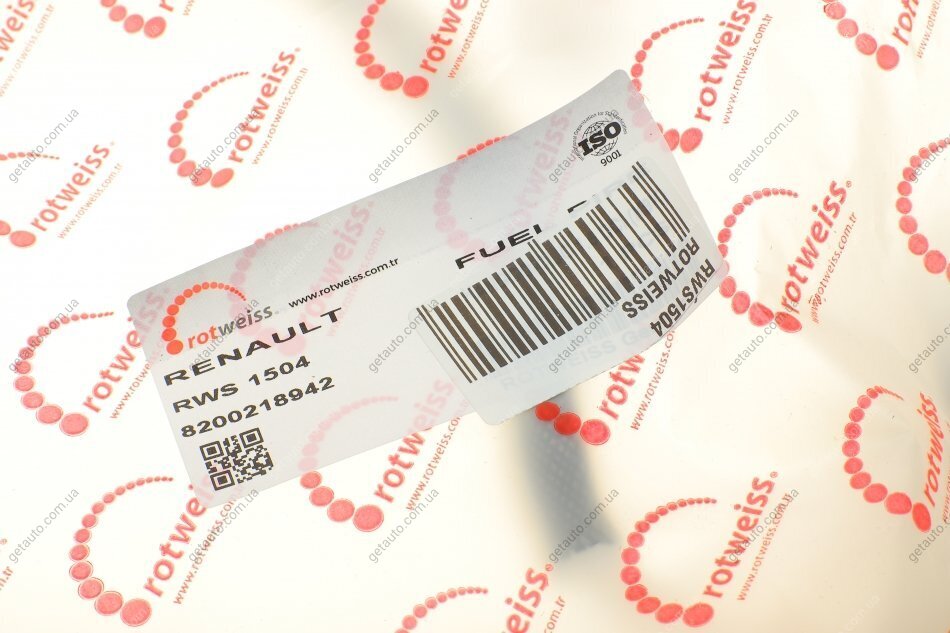 ISO
9001
FUEL
www.rotweiss.com.tr
rotweiss.
RENAULT
RWS 1504
8200218942
RWS1504
ROTWEISS
rotweiss®
www.rotweiss.com.tr
getauto.com.ua